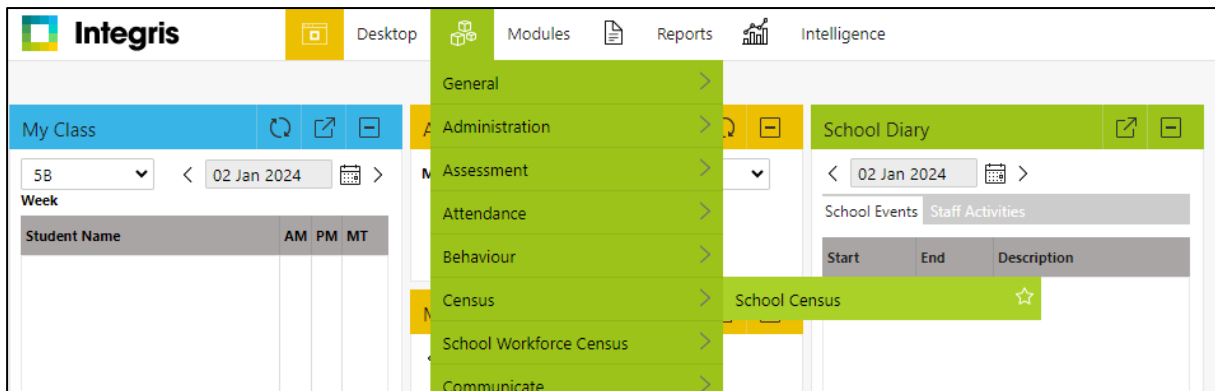 Integris
Desktop
Modules
Reports
Intelligence
General
Administration
Assessment
Attendance
Behaviour
Census
School Workforce Census
Communicate
School Census
My Class
5B
02 Jan 2024
Week
Student Name AM PM MT
School Diary
02 Jan 2024
School Events Staff Activities
Start End Description